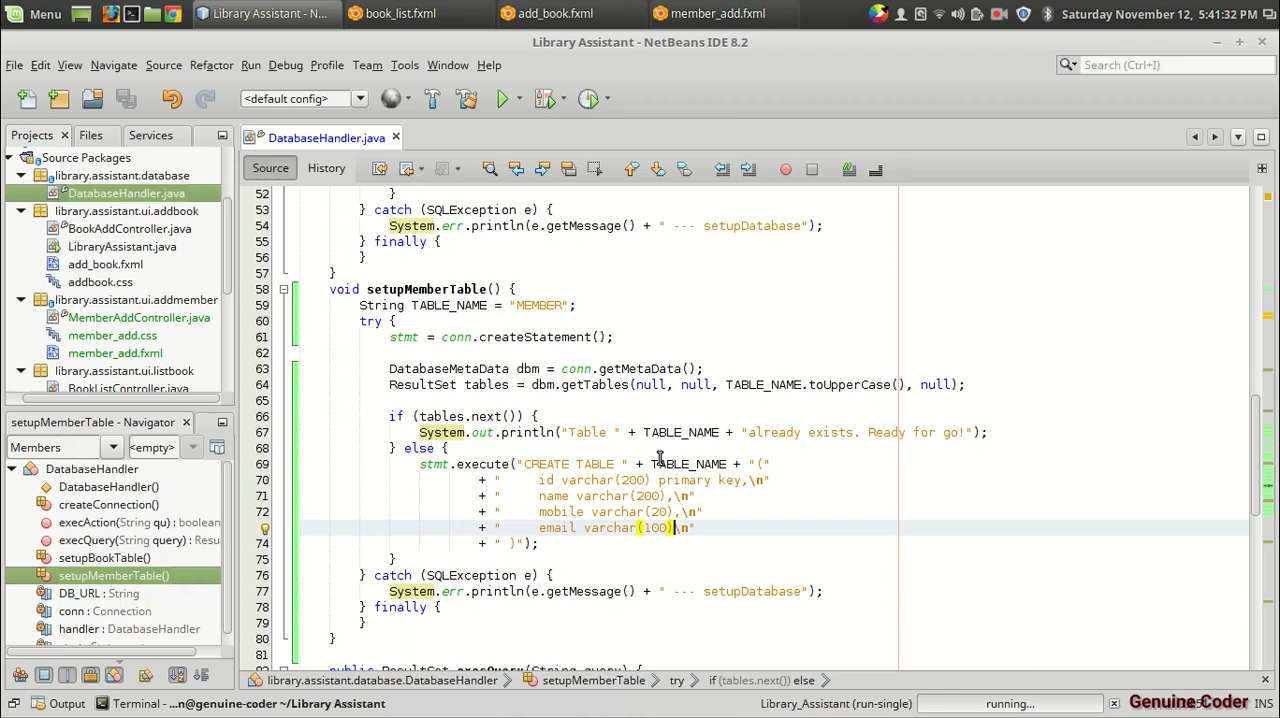 Menu
Library Assistant - N...
book_list.fxml
add_book.fxml
member_add.fxml
Saturday November 12, 5:41:32 PM
Library Assistant - NetBeans IDE 8.2
File Edit View Navigate Source Refactor Run Debug Profile Team Tools Window Help
Search (Ctrl+I)
<default config>
Projects Files Services
DatabaseHandler.java
Source History
Source Packages
library.assistant.database
DatabaseHandler.java
library.assistant.ui.addbook
BookAddController.java
LibraryAssistant.java
add_book.fxml
addbook.css
library.assistant.ui.addmember
MemberAddController.java
member_add.css
member_add.fxml
library.assistant.ui.listbook
BookListController.java
setupMemberTable - Navigator
Members
<empty>
DatabaseHandler
DatabaseHandler()
createConnection()
execAction(String qu) : boolean
execQuery(String query) : Re
setupBookTable()
setupMemberTable()
DB_URL : String
conn : Connection
handler : DatabaseHandler
52 }
53 } catch (SQLException e) {
54 System.err.println(e.getMessage() + " --- setupDatabase");
55 } finally {
56 }
57 }
58 void setupMemberTable() {
59 String TABLE_NAME = "MEMBER";
60 try {
61 stmt = conn.createStatement();
62
63 DatabaseMetaData dbm = conn.getMetaData();
64 ResultSet tables = dbm.getTables(null, null, TABLE_NAME.toUpperCase(), null);
65
66 if (tables.next()) {
67 System.out.println("Table " + TABLE_NAME + "already exists. Ready for go!");
68 } else {
69 stmt.execute("CREATE TABLE " + TABLE_NAME + "("
70 + " id varchar(200) primary key,\n"
71 + " name varchar(200),\n"
72 + " mobile varchar(20),\n"
+ " email varchar(100)\n"
74 + " )");
75 }
76 } catch (SQLException e) {
77 System.err.println(e.getMessage() + " --- setupDatabase");
78 } finally {
79 }
80 }
81
public ResultSet execQuery(String query) {
library.assistant.database.DatabaseHandler
setupMemberTable
try
if (tables.next()) else
Output
Terminal - ...n@genuine-coder ~/Library Assistant
Library_Assistant (run-single)
running...
Genuine Coder
INS